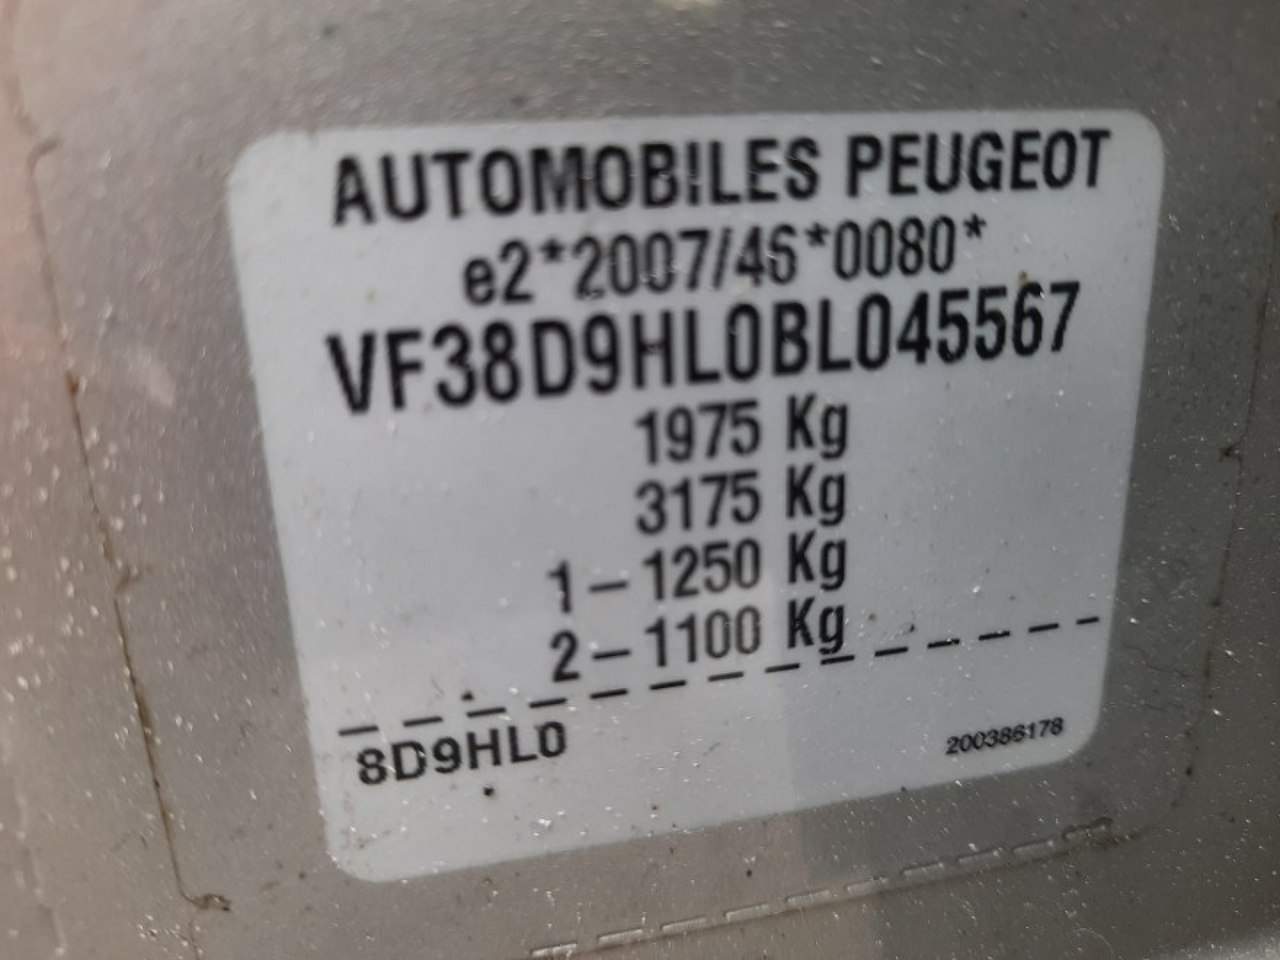 AUTOMOBILES PEUGEOT
e2*2007/46*0080*
VF38D9HL0BL045567
1975 Kg
3175 Kg
1-1250 Kg
2-1100 Kg
8D9HL0
200386178